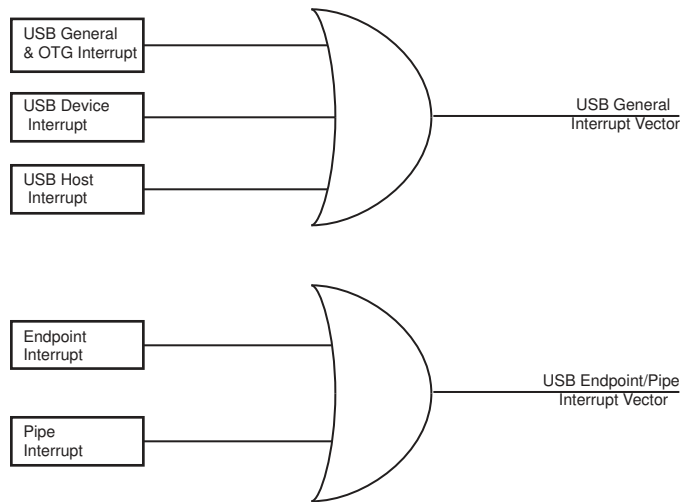 USB General
& OTG Interrupt
USB Device
Interrupt
USB Host
Interrupt
USB General
Interrupt Vector
Endpoint
Interrupt
Pipe
Interrupt
USB Endpoint/Pipe
Interrupt Vector